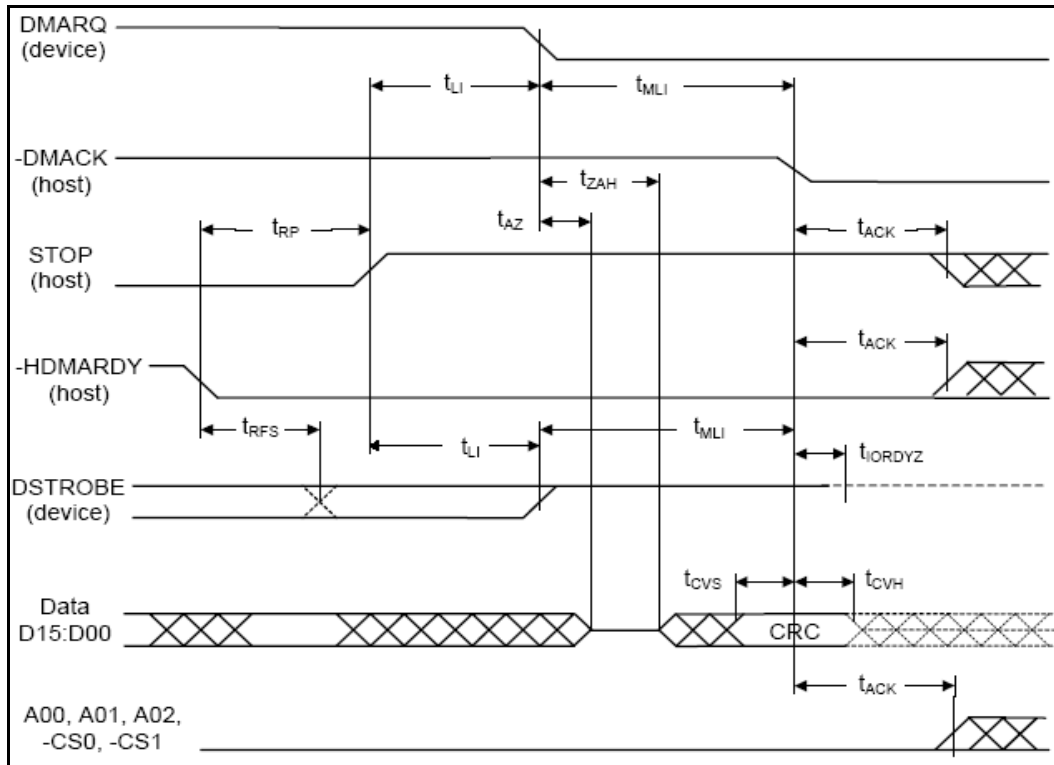 DMARQ
(device)
tLI
tMLI
-DMACK
(host)
tZAH
tAZ
tRP
tACK
STOP
(host)
tACK
-HDMARDY
(host)
tRFS
tLI
tMLI
tIORDYZ
DSTROBE
(device)
tCVS
tCVH
Data
D15:D00
CRC
tACK
A00, A01, A02,
-CS0, -CS1